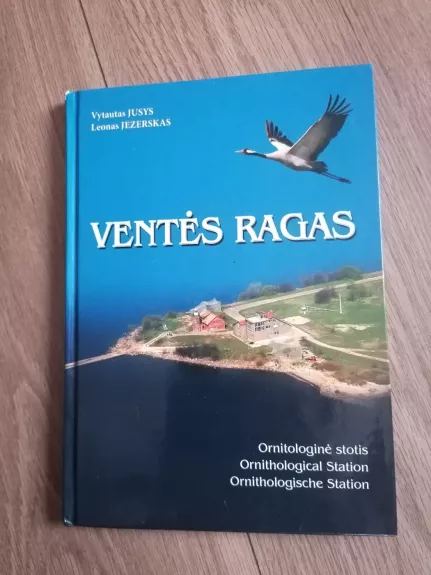 Vytautas JUSYS
Leonas JEZERSKAS
VENTĖS RAGAS
Ornitologinė stotis
Ornithological Station
Ornithologische Station